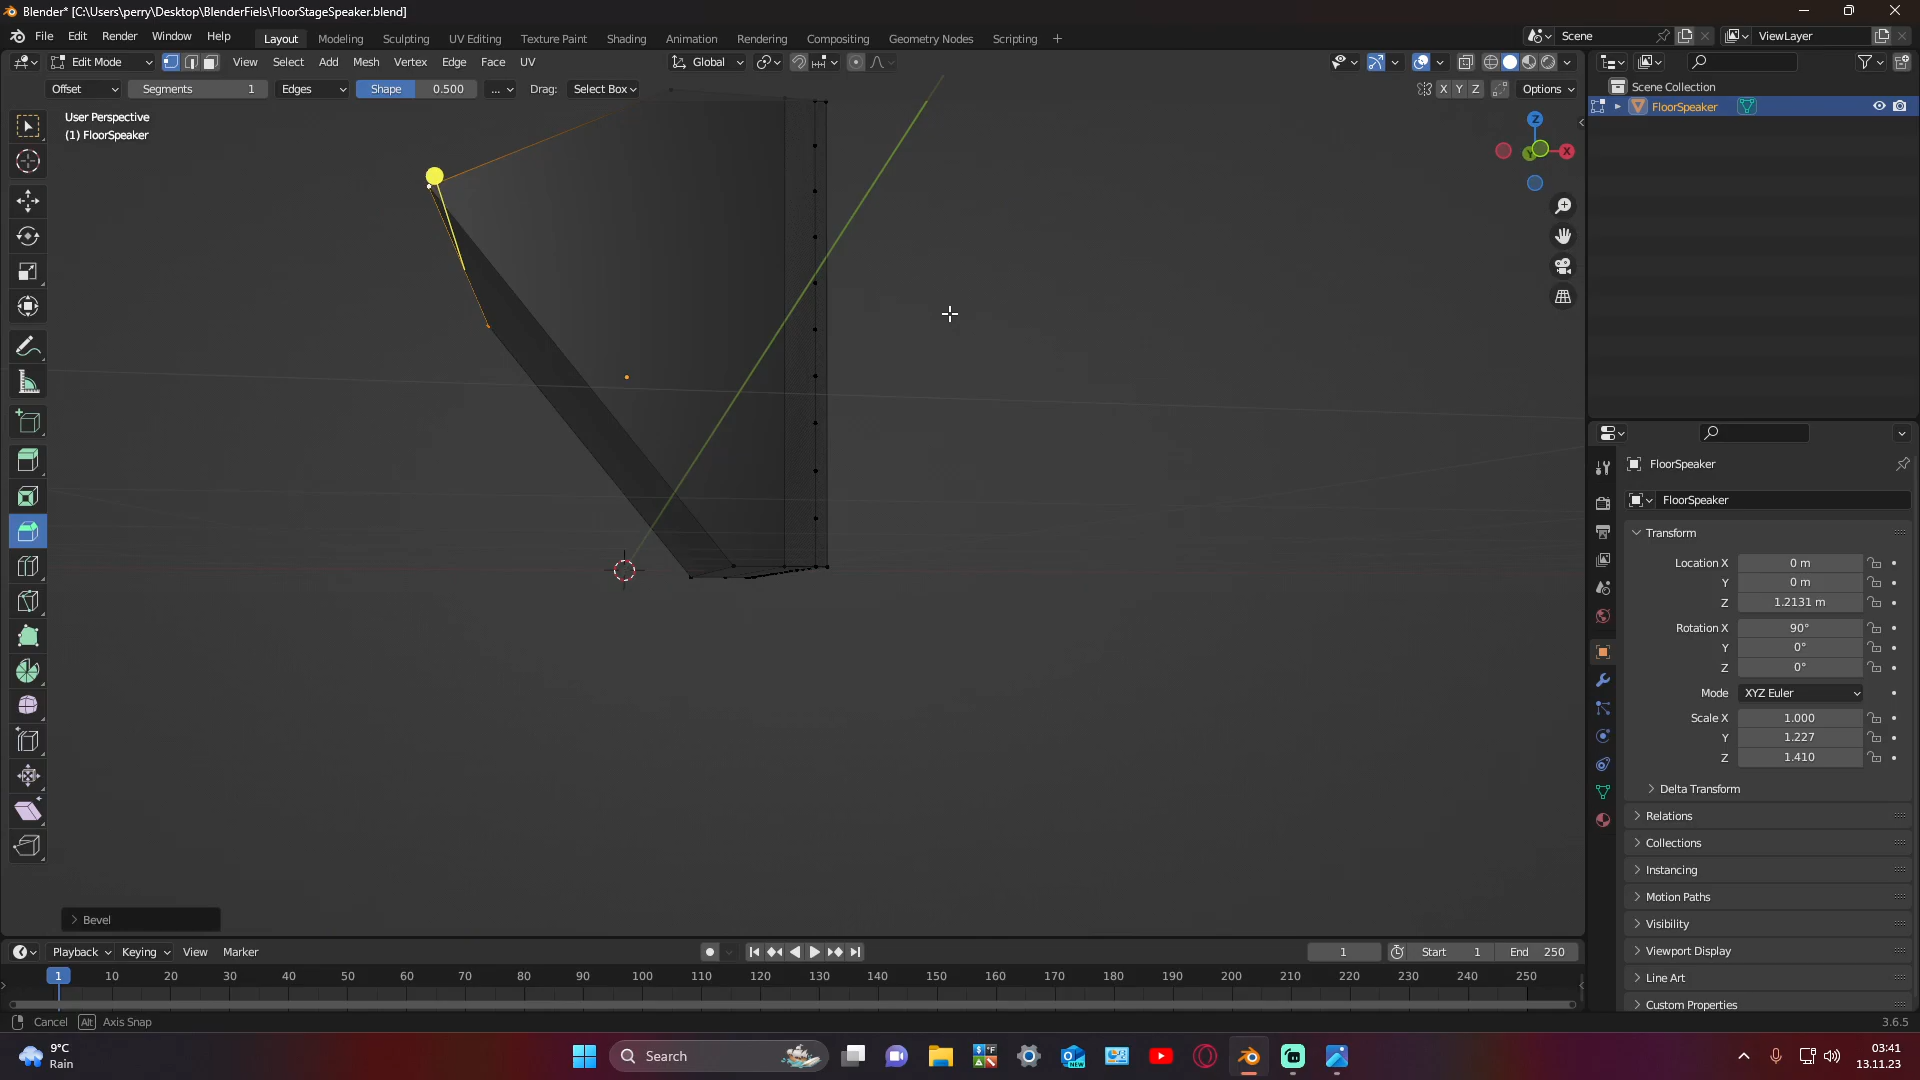 Blender* [C:\Users\perry\Desktop\BlenderFiels\FloorStageSpeaker.blend]
File Edit Render Window Help Layout Modeling Sculpting UV Editing Texture Paint Shading Animation Rendering Compositing Geometry Nodes Scripting + Scene ViewLayer
Edit Mode View Select Add Mesh Vertex Edge Face UV Global
Offset Segments 1 Edges Shape 0.500 ... Drag: Select Box X Y Z Options
User Perspective
(1) FloorSpeaker
Z
X
Y
Scene Collection
FloorSpeaker
FloorSpeaker
FloorSpeaker
Transform
Location X 0 m
Y 0 m
Z 1.2131 m
Rotation X 90°
Y 0°
Z 0°
Mode XYZ Euler
Scale X 1.000
Y 1.227
Z 1.410
Delta Transform
Relations
Collections
Instancing
Motion Paths
Visibility
Viewport Display
Line Art
Custom Properties
Bevel
Playback Keying View Marker 1 Start 1 End 250
1 10 20 30 40 50 60 70 80 90 100 110 120 130 140 150 160 170 180 190 200 210 220 230 240 250
Cancel Alt Axis Snap 3.6.5
9°C
Rain
Search
NEW
03:41
13.11.23